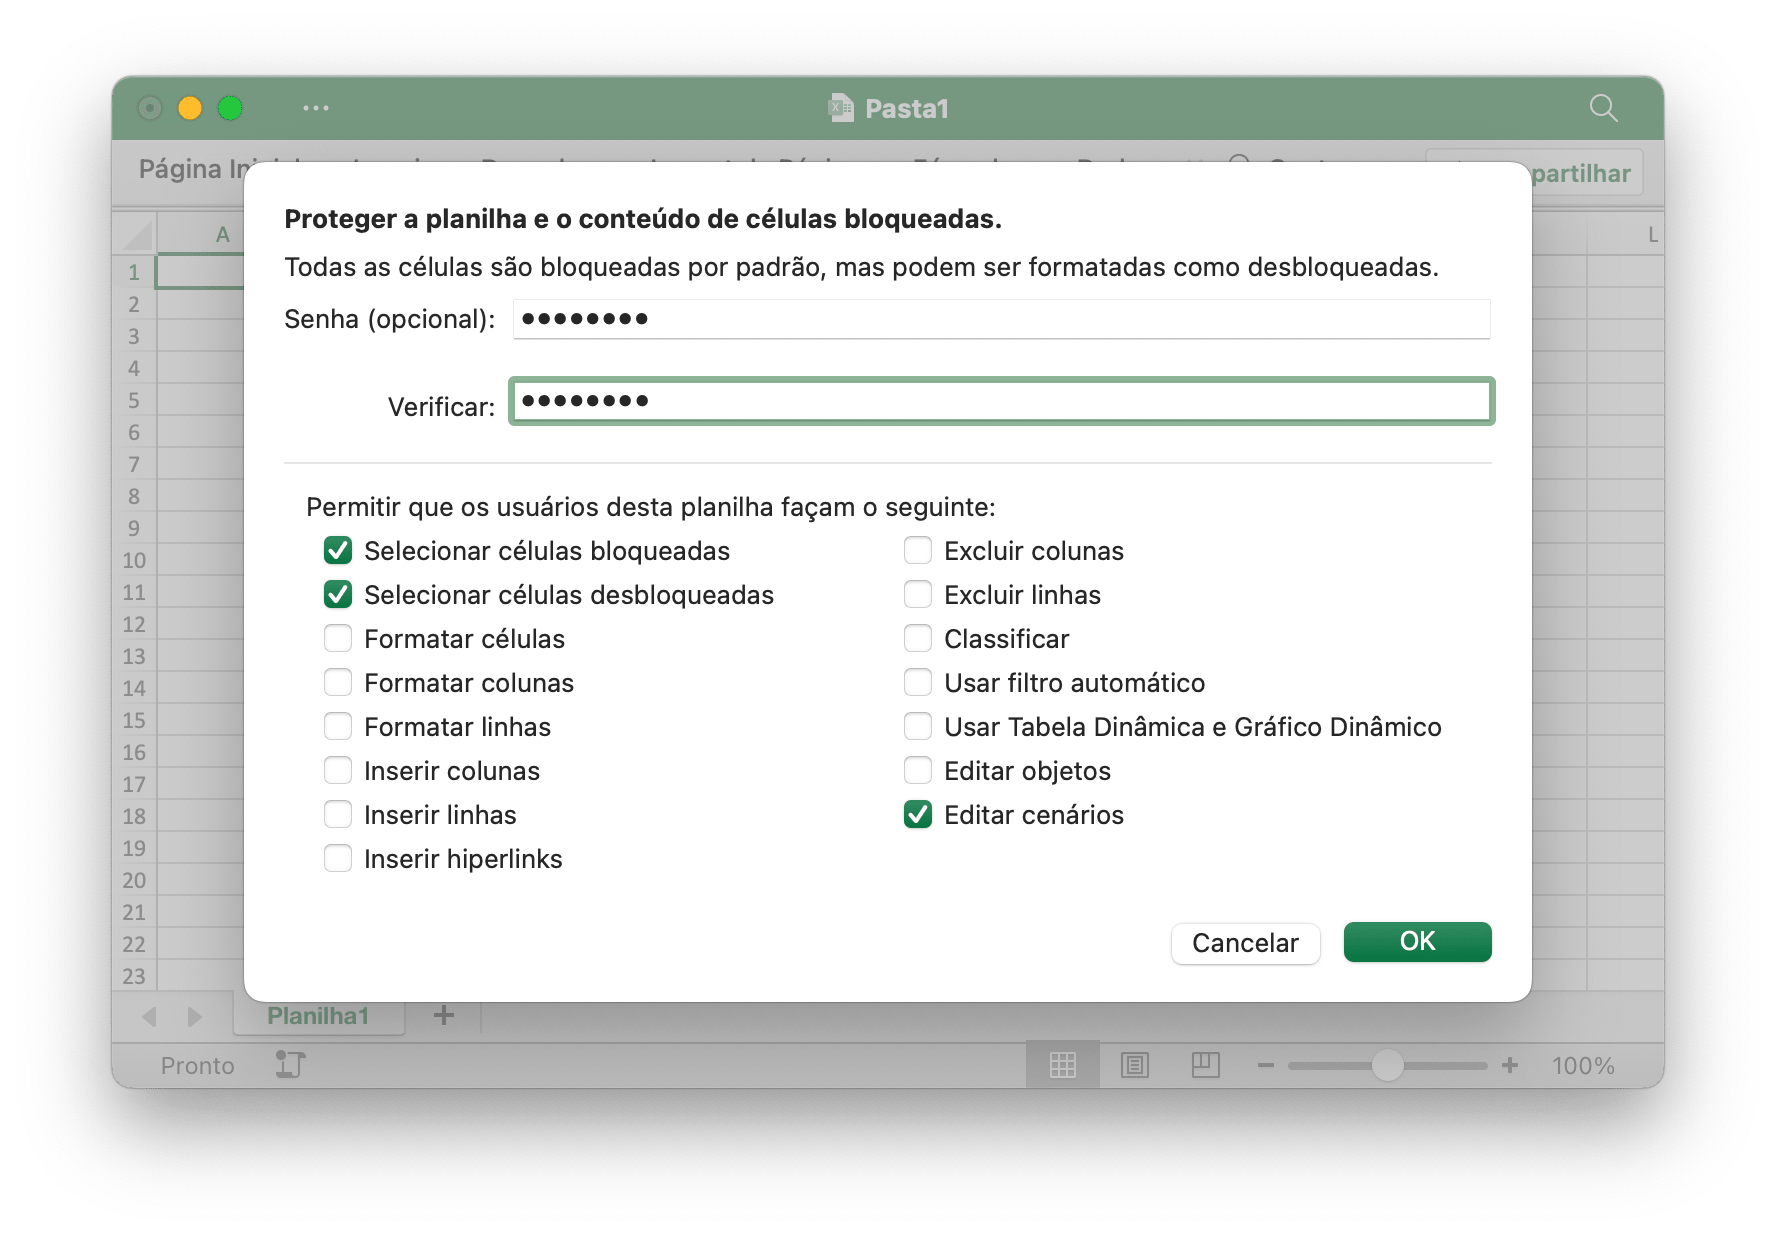 Pasta1
Página
partilhar
A
L
Proteger a planilha e o conteúdo de células bloqueadas.
Todas as células são bloqueadas por padrão, mas podem ser formatadas como desbloqueadas.
Senha (opcional):
Verificar:
Permitir que os usuários desta planilha façam o seguinte:
Selecionar células bloqueadas
Selecionar células desbloqueadas
Formatar células
Formatar colunas
Formatar linhas
Inserir colunas
Inserir linhas
Inserir hiperlinks
Excluir colunas
Excluir linhas
Classificar
Usar filtro automático
Usar Tabela Dinâmica e Gráfico Dinâmico
Editar objetos
Editar cenários
Cancelar
OK
1
2
3
4
5
6
7
8
9
10
11
12
13
14
15
16
17
18
19
20
21
22
23
Planilha1
Pronto
100%